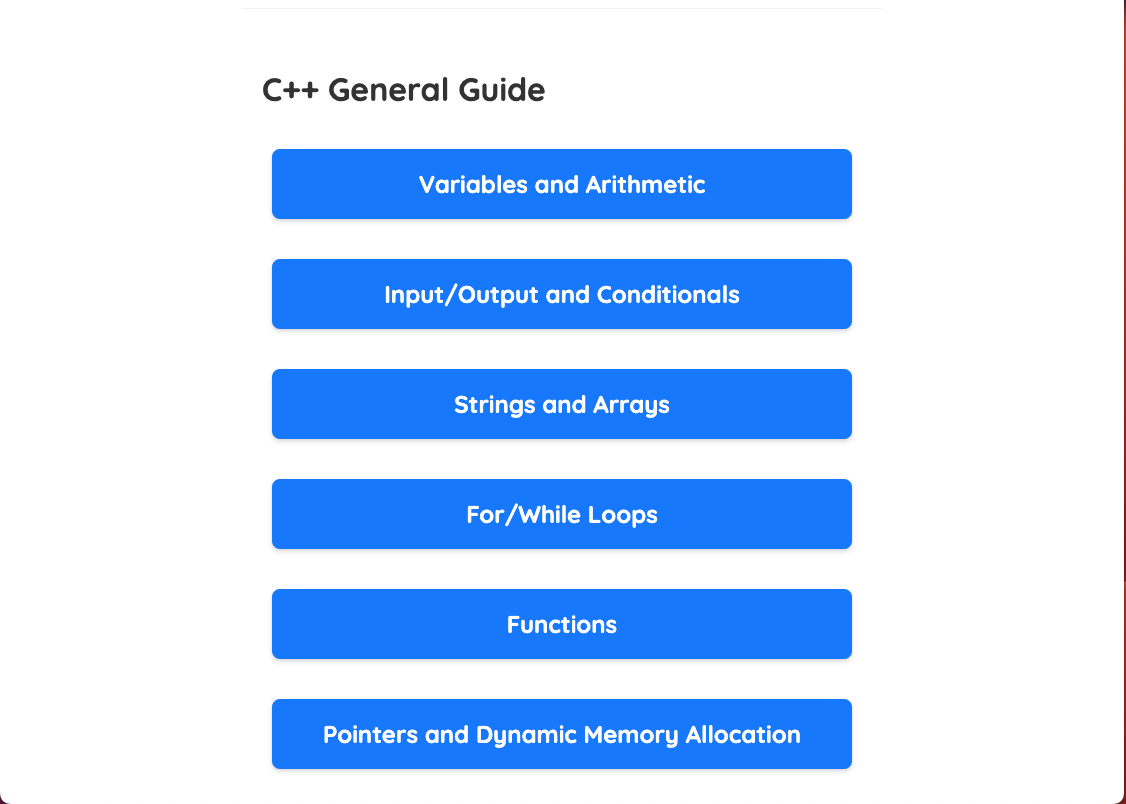 C++ General Guide
Variables and Arithmetic
Input/Output and Conditionals
Strings and Arrays
For/While Loops
Functions
Pointers and Dynamic Memory Allocation